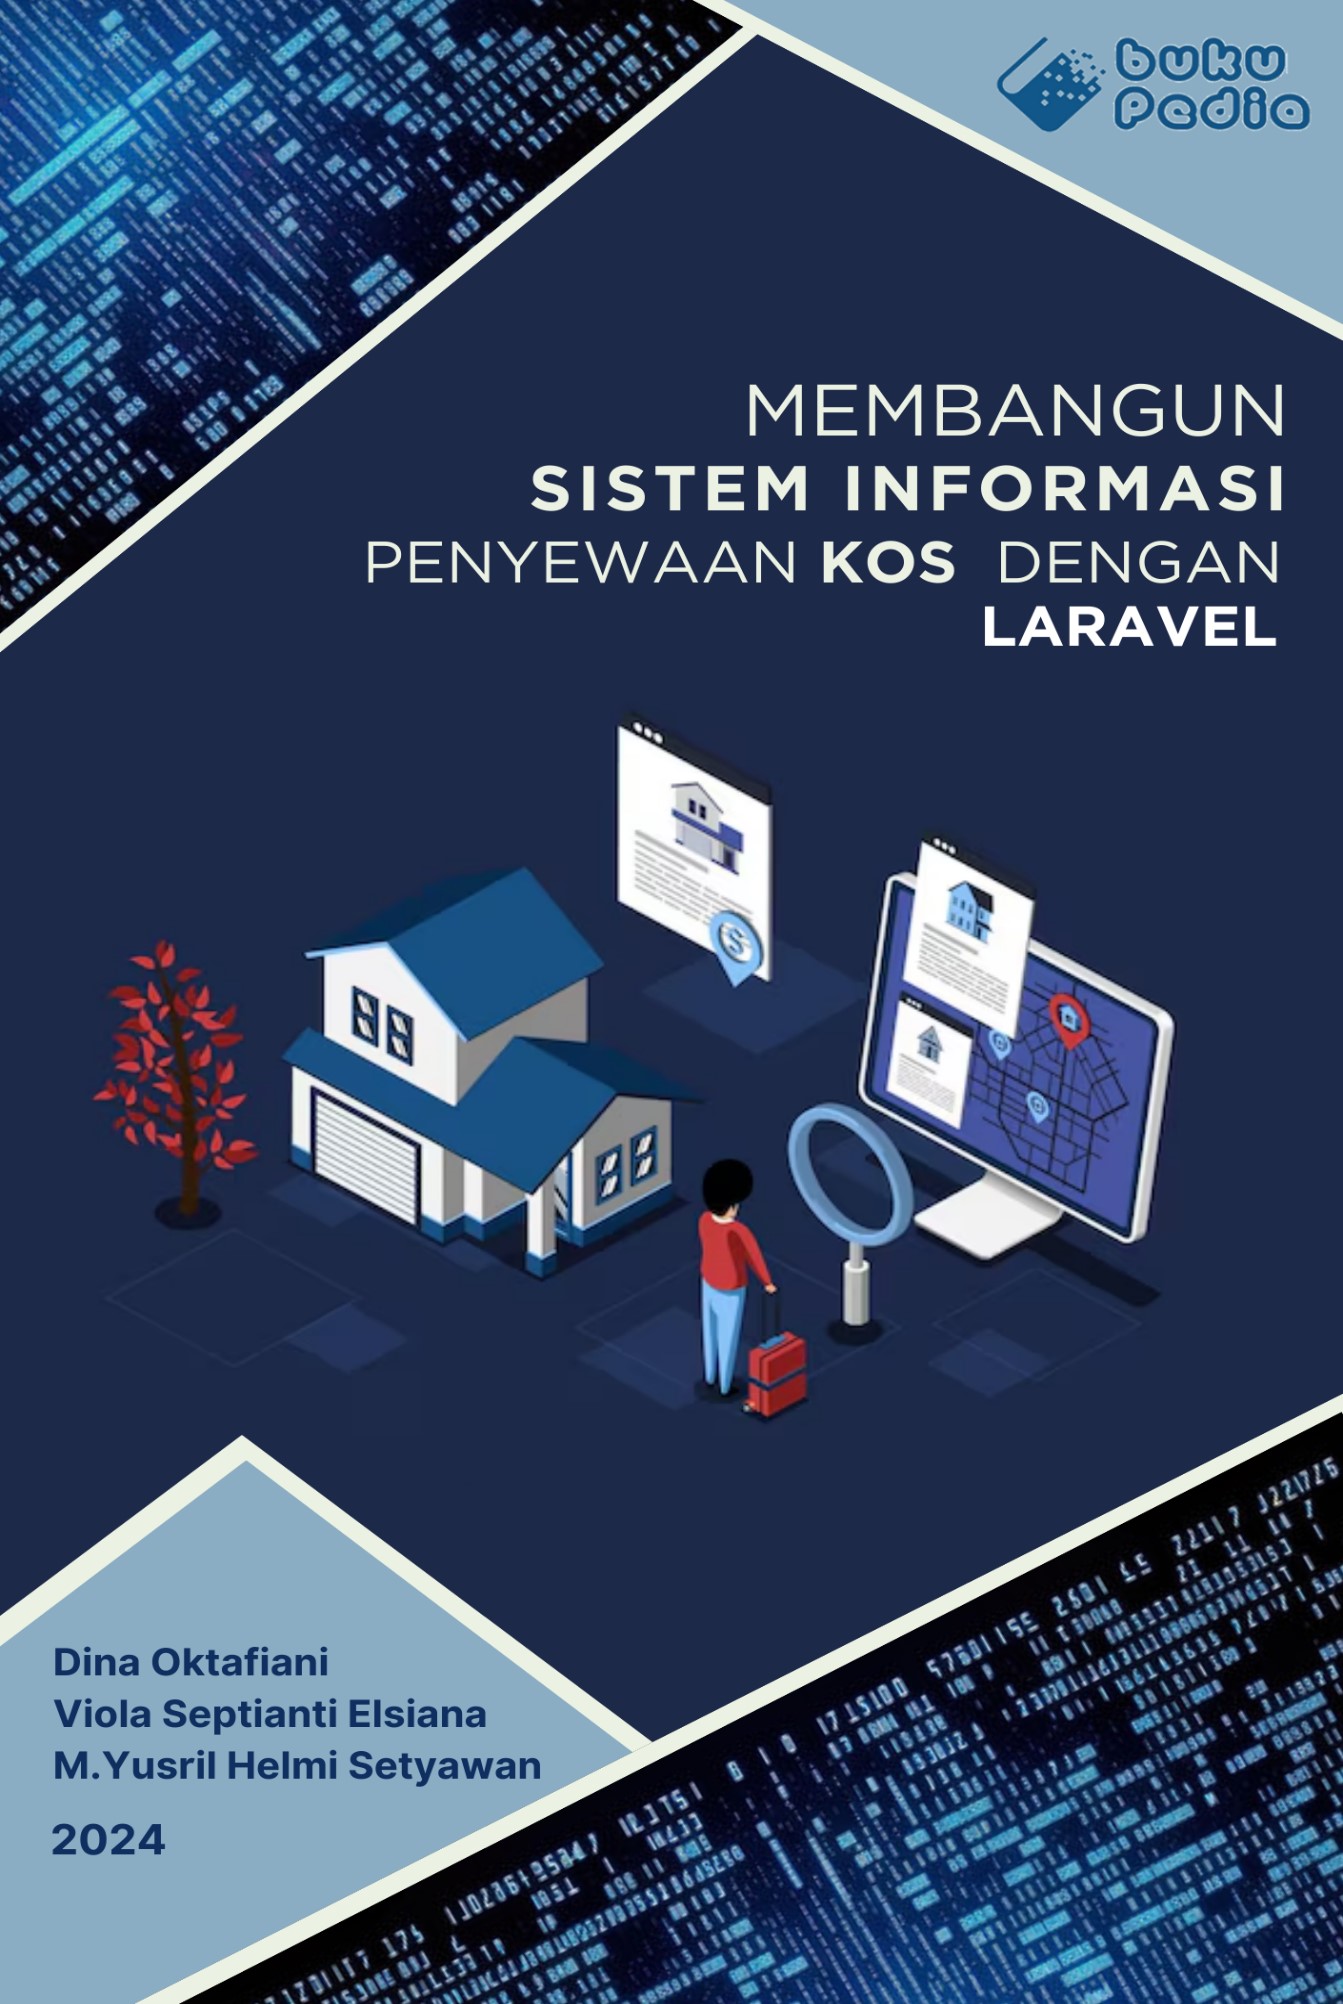 buku
Pedia
MEMBANGUN
SISTEM INFORMASI
PENYEWAAN KOS DENGAN
LARAVEL
Dina Oktafiani
Viola Septianti Elsiana
M.Yusril Helmi Setyawan
2024